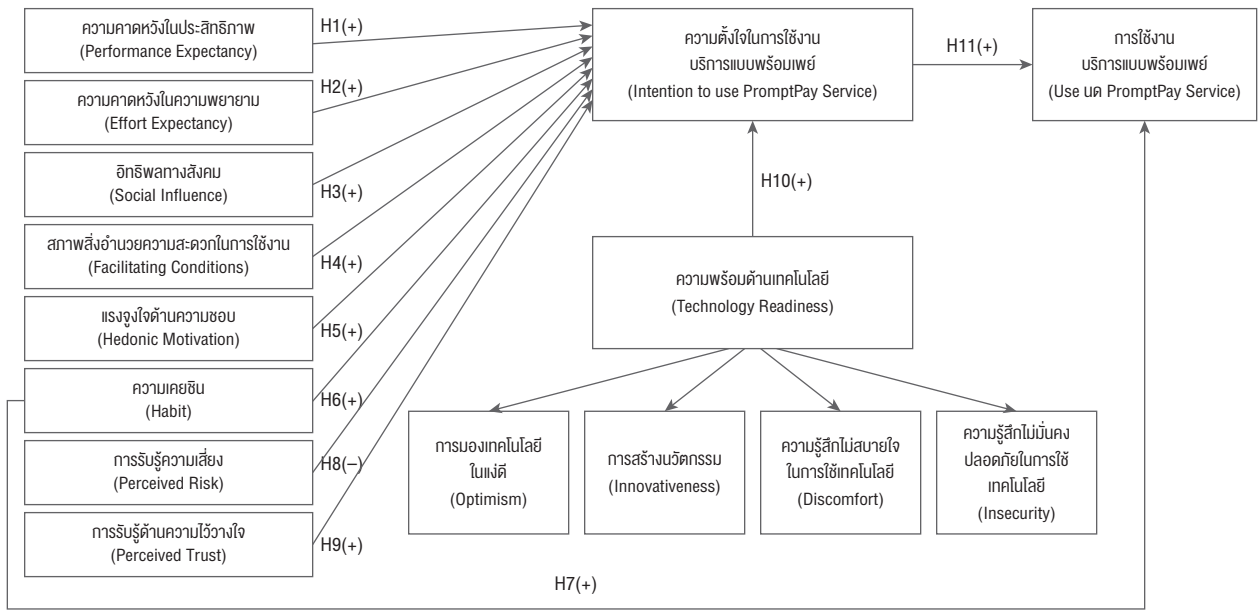 ความคาดหวังในประสิทธิภาพ
(Performance Expectancy)
H1(+)
ความคาดหวังในความพยายาม
(Effort Expectancy)
H2(+)
อิทธิพลทางสังคม
(Social Influence)
H3(+)
สภาพสิ่งอำนวยความสะดวกในการใช้งาน
(Facilitating Conditions)
H4(+)
แรงจูงใจด้านความชอบ
(Hedonic Motivation)
H5(+)
ความเคยชิน
(Habit)
H6(+)
การรับรู้ความเสี่ยง
(Perceived Risk)
H8(–)
การรับรู้ด้านความไว้วางใจ
(Perceived Trust)
H9(+)
ความตั้งใจในการใช้งาน
บริการแบบพร้อมเพย์
(Intention to use PromptPay Service)
H11(+)
การใช้งาน
บริการแบบพร้อมเพย์
(Use นด PromptPay Service)
H10(+)
ความพร้อมด้านเทคโนโลยี
(Technology Readiness)
การมองเทคโนโลยี
ในแง่ดี
(Optimism)
การสร้างนวัตกรรม
(Innovativeness)
ความรู้สึกไม่สบายใจ
ในการใช้เทคโนโลยี
(Discomfort)
ความรู้สึกไม่มั่นคง
ปลอดภัยในการใช้
เทคโนโลยี
(Insecurity)
H7(+)